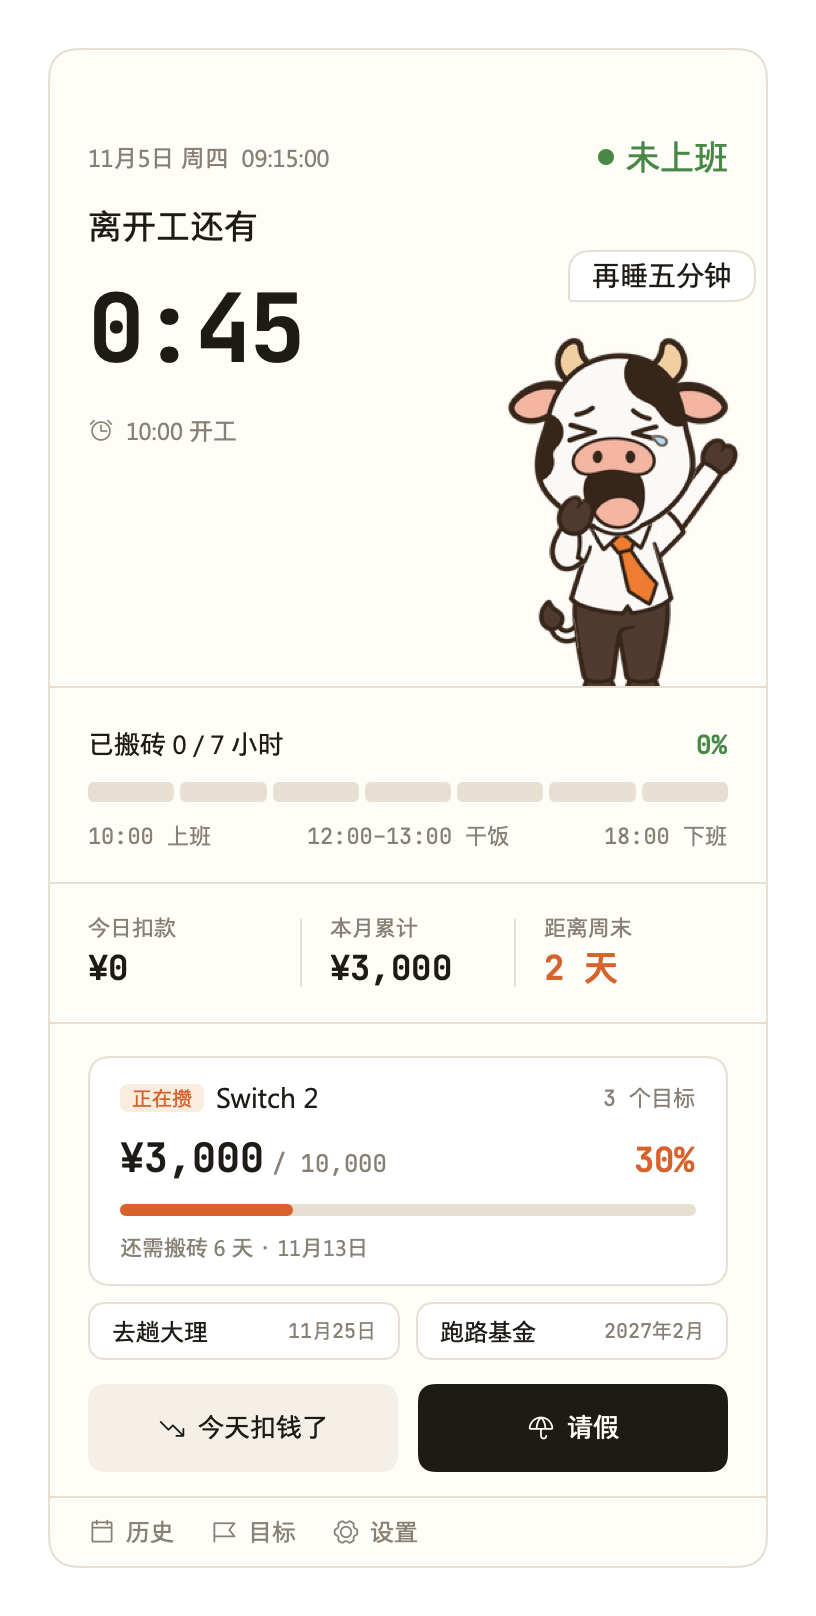 11月5日 周四 09:15:00
未上班
离开工还有
再睡五分钟
0:45
10:00 开工
已搬砖 0 / 7 小时
0%
10:00 上班
12:00–13:00 干饭
18:00 下班
今日扣款
¥0
本月累计
¥3,000
距离周末
2 天
正在攒 Switch 2
3 个目标
¥3,000 / 10,000
30%
还需搬砖 6 天 · 11月13日
去趟大理 11月25日
跑路基金 2027年2月
今天扣钱了
请假
历史
目标
设置